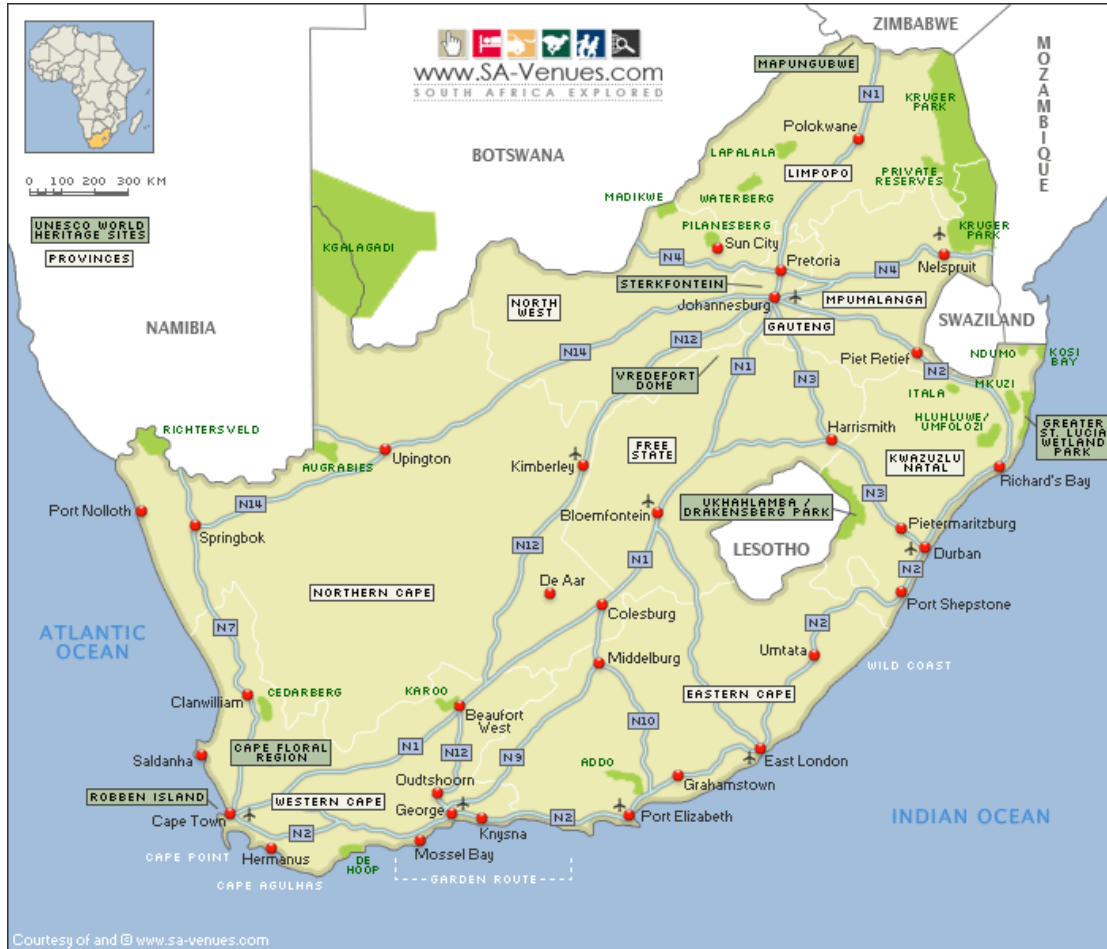 ZIMBABWE
MOZAMBIQUE
www.SA-Venues.com
SOUTH AFRICA EXPLORED
MAPUNGUBWE
N1
KRUGER
PARK
Polokwane
BOTSWANA
LAPALALA
LIMPOPO
PRIVATE
RESERVES
0 100 200 300 KM
MADIKWE
WATERBERG
UNESCO WORLD
HERITAGE SITES
PILANESBERG
KRUGER
PARK
PROVINCES
KGALAGADI
Sun City
N4
Pretoria
N4
Nelspruit
STERKFONTEIN
NORTH
WEST
Johannesburg
MPUMALANGA
NAMIBIA
GAUTENG
SWAZILAND
N12
N14
Piet Retief
NDUMO
KOSI
BAY
N1
N2
VREDEFORT
DOME
N3
MKUZI
ITALA
RICHTERSVELD
HLUHLUWE/
UMFOLOZI
GREATER
ST. LUCIA
WETLAND
PARK
Harrismith
FREE
STATE
AUGRABIES
Upington
Kimberley
KWAZUZLU
NATAL
Richard's Bay
N14
N3
Port Nolloth
Bloemfontein
UKHAHLAMBA /
DRAKENSBERG PARK
Springbok
Pietermaritzburg
N12
LESOTHO
Durban
N1
N2
De Aar
NORTHERN CAPE
Colesburg
Port Shepstone
N7
N2
ATLANTIC
OCEAN
Middelburg
Umtata
WILD COAST
Clanwilliam
CEDARBERG
KAROO
EASTERN CAPE
Beaufort
West
N10
CAPE FLORAL
REGION
N1
N12
N9
Saldanha
ADDO
East London
Oudtshoorn
Grahamstown
ROBBEN ISLAND
WESTERN CAPE
George
Cape Town
N2
Knysna
N2
Port Elizabeth
INDIAN OCEAN
CAPE POINT
Hermanus
Mossel Bay
DE
HOOP
GARDEN ROUTE
CAPE AGULHAS
Courtesy of and © www.sa-venues.com